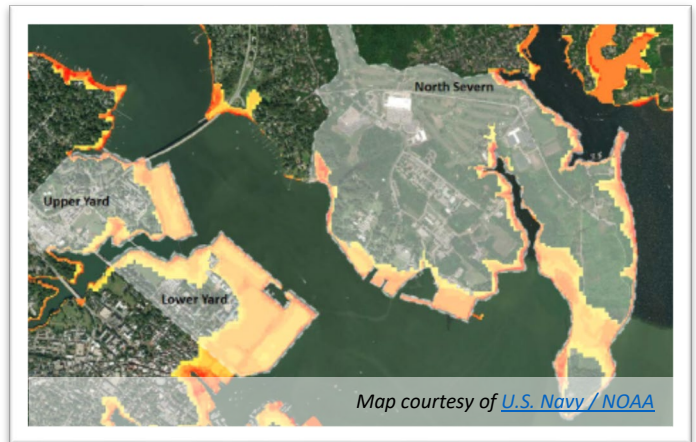 North Severn
Upper Yard
Lower Yard
Map courtesy of U.S. Navy / NOAA